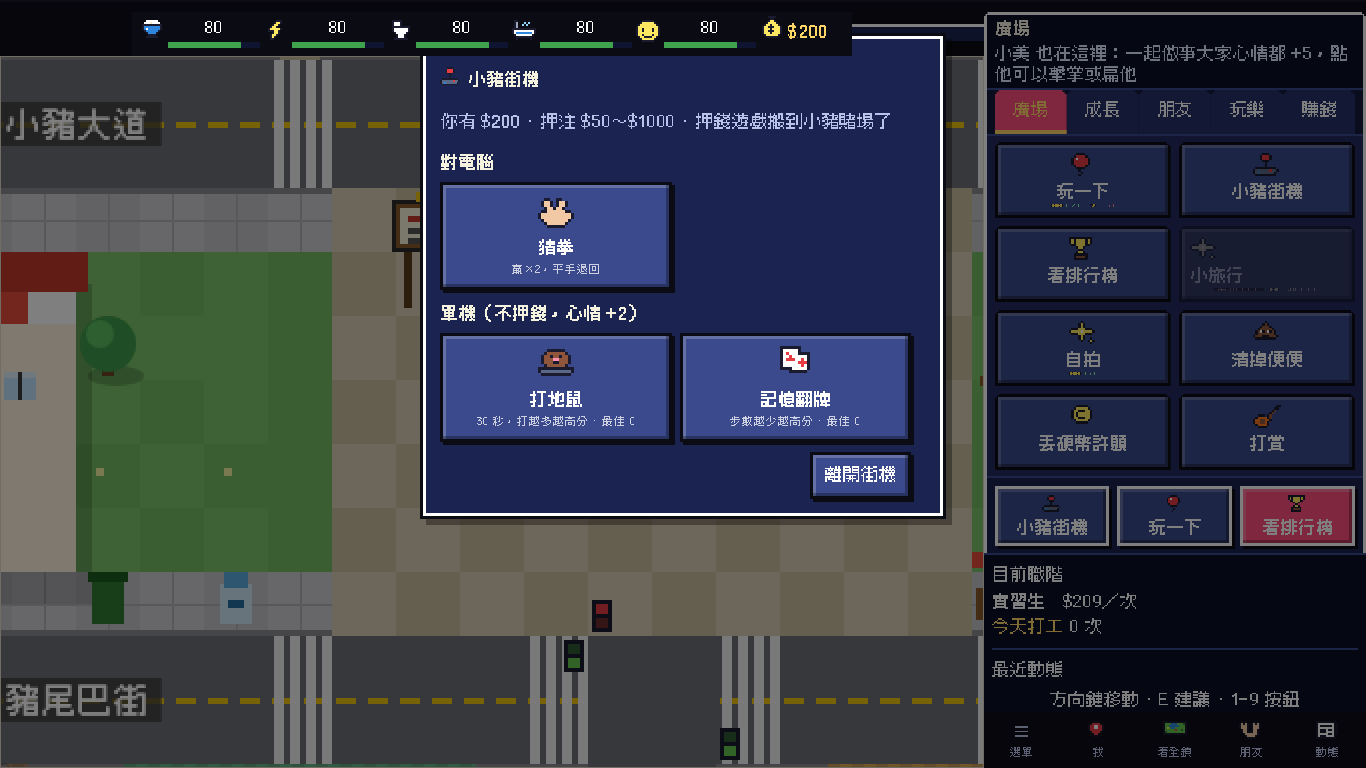 80 80 80 80 80 $200
小豬大道
豬尾巴街
小豬街機
你有 $200 · 押注 $50～$1000 · 押錢遊戲搬到小豬賭場了
對電腦
豬拳
贏×2，平手退回
單機（不押錢，心情+2）
打地鼠
30 秒，打越多越高分 · 最佳 0
記憶翻牌
步數越少越高分 · 最佳 0
離開街機
廣場
小美 也在這裡：一起做事大家心情都 +5，點
他可以擊掌或扁他
廣場 成長 朋友 玩樂 賺錢
玩一下 小豬街機
看排行榜 小旅行
自拍 清掉便便
丟硬幣許願 打賞
小豬街機 玩一下 看排行榜
目前職階
實習生 $209／次
今天打工 0 次
最近動態
方向鍵移動 · E 建議 · 1-9 按鈕
選單 我 看全鎮 朋友 動態